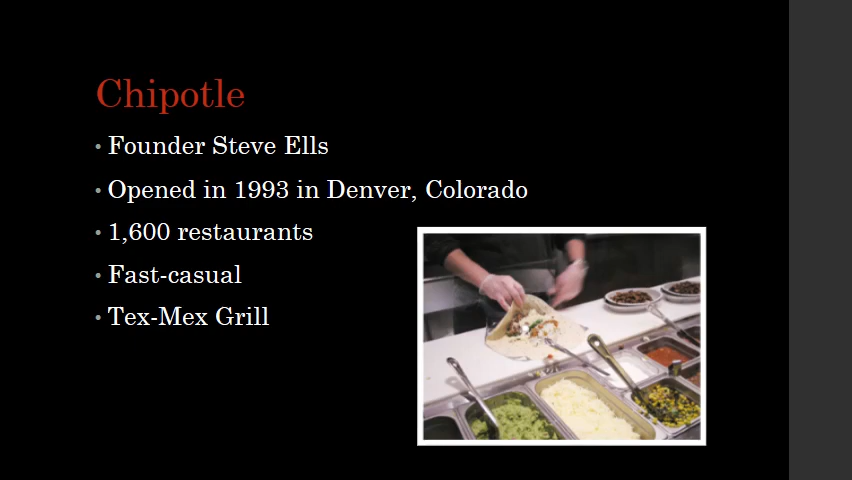 Chipotle
• Founder Steve Ells
• Opened in 1993 in Denver, Colorado
• 1,600 restaurants
• Fast-casual
• Tex-Mex Grill